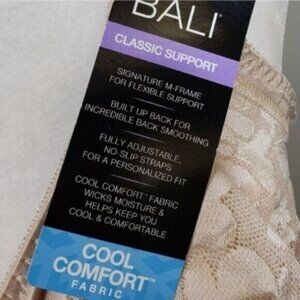 BALI
CLASSIC SUPPORT
SIGNATURE M-FRAME
FOR FLEXIBLE SUPPORT
BUILT UP BACK FOR
INCREDIBLE BACK SMOOTHING
FULLY ADJUSTABLE,
NO-SLIP STRAPS
FOR A PERSONALIZED FIT
COOL COMFORT™ FABRIC
WICKS MOISTURE &
HELPS KEEP YOU
COOL & COMFORTABLE
COOL
COMFORT™
FABRIC